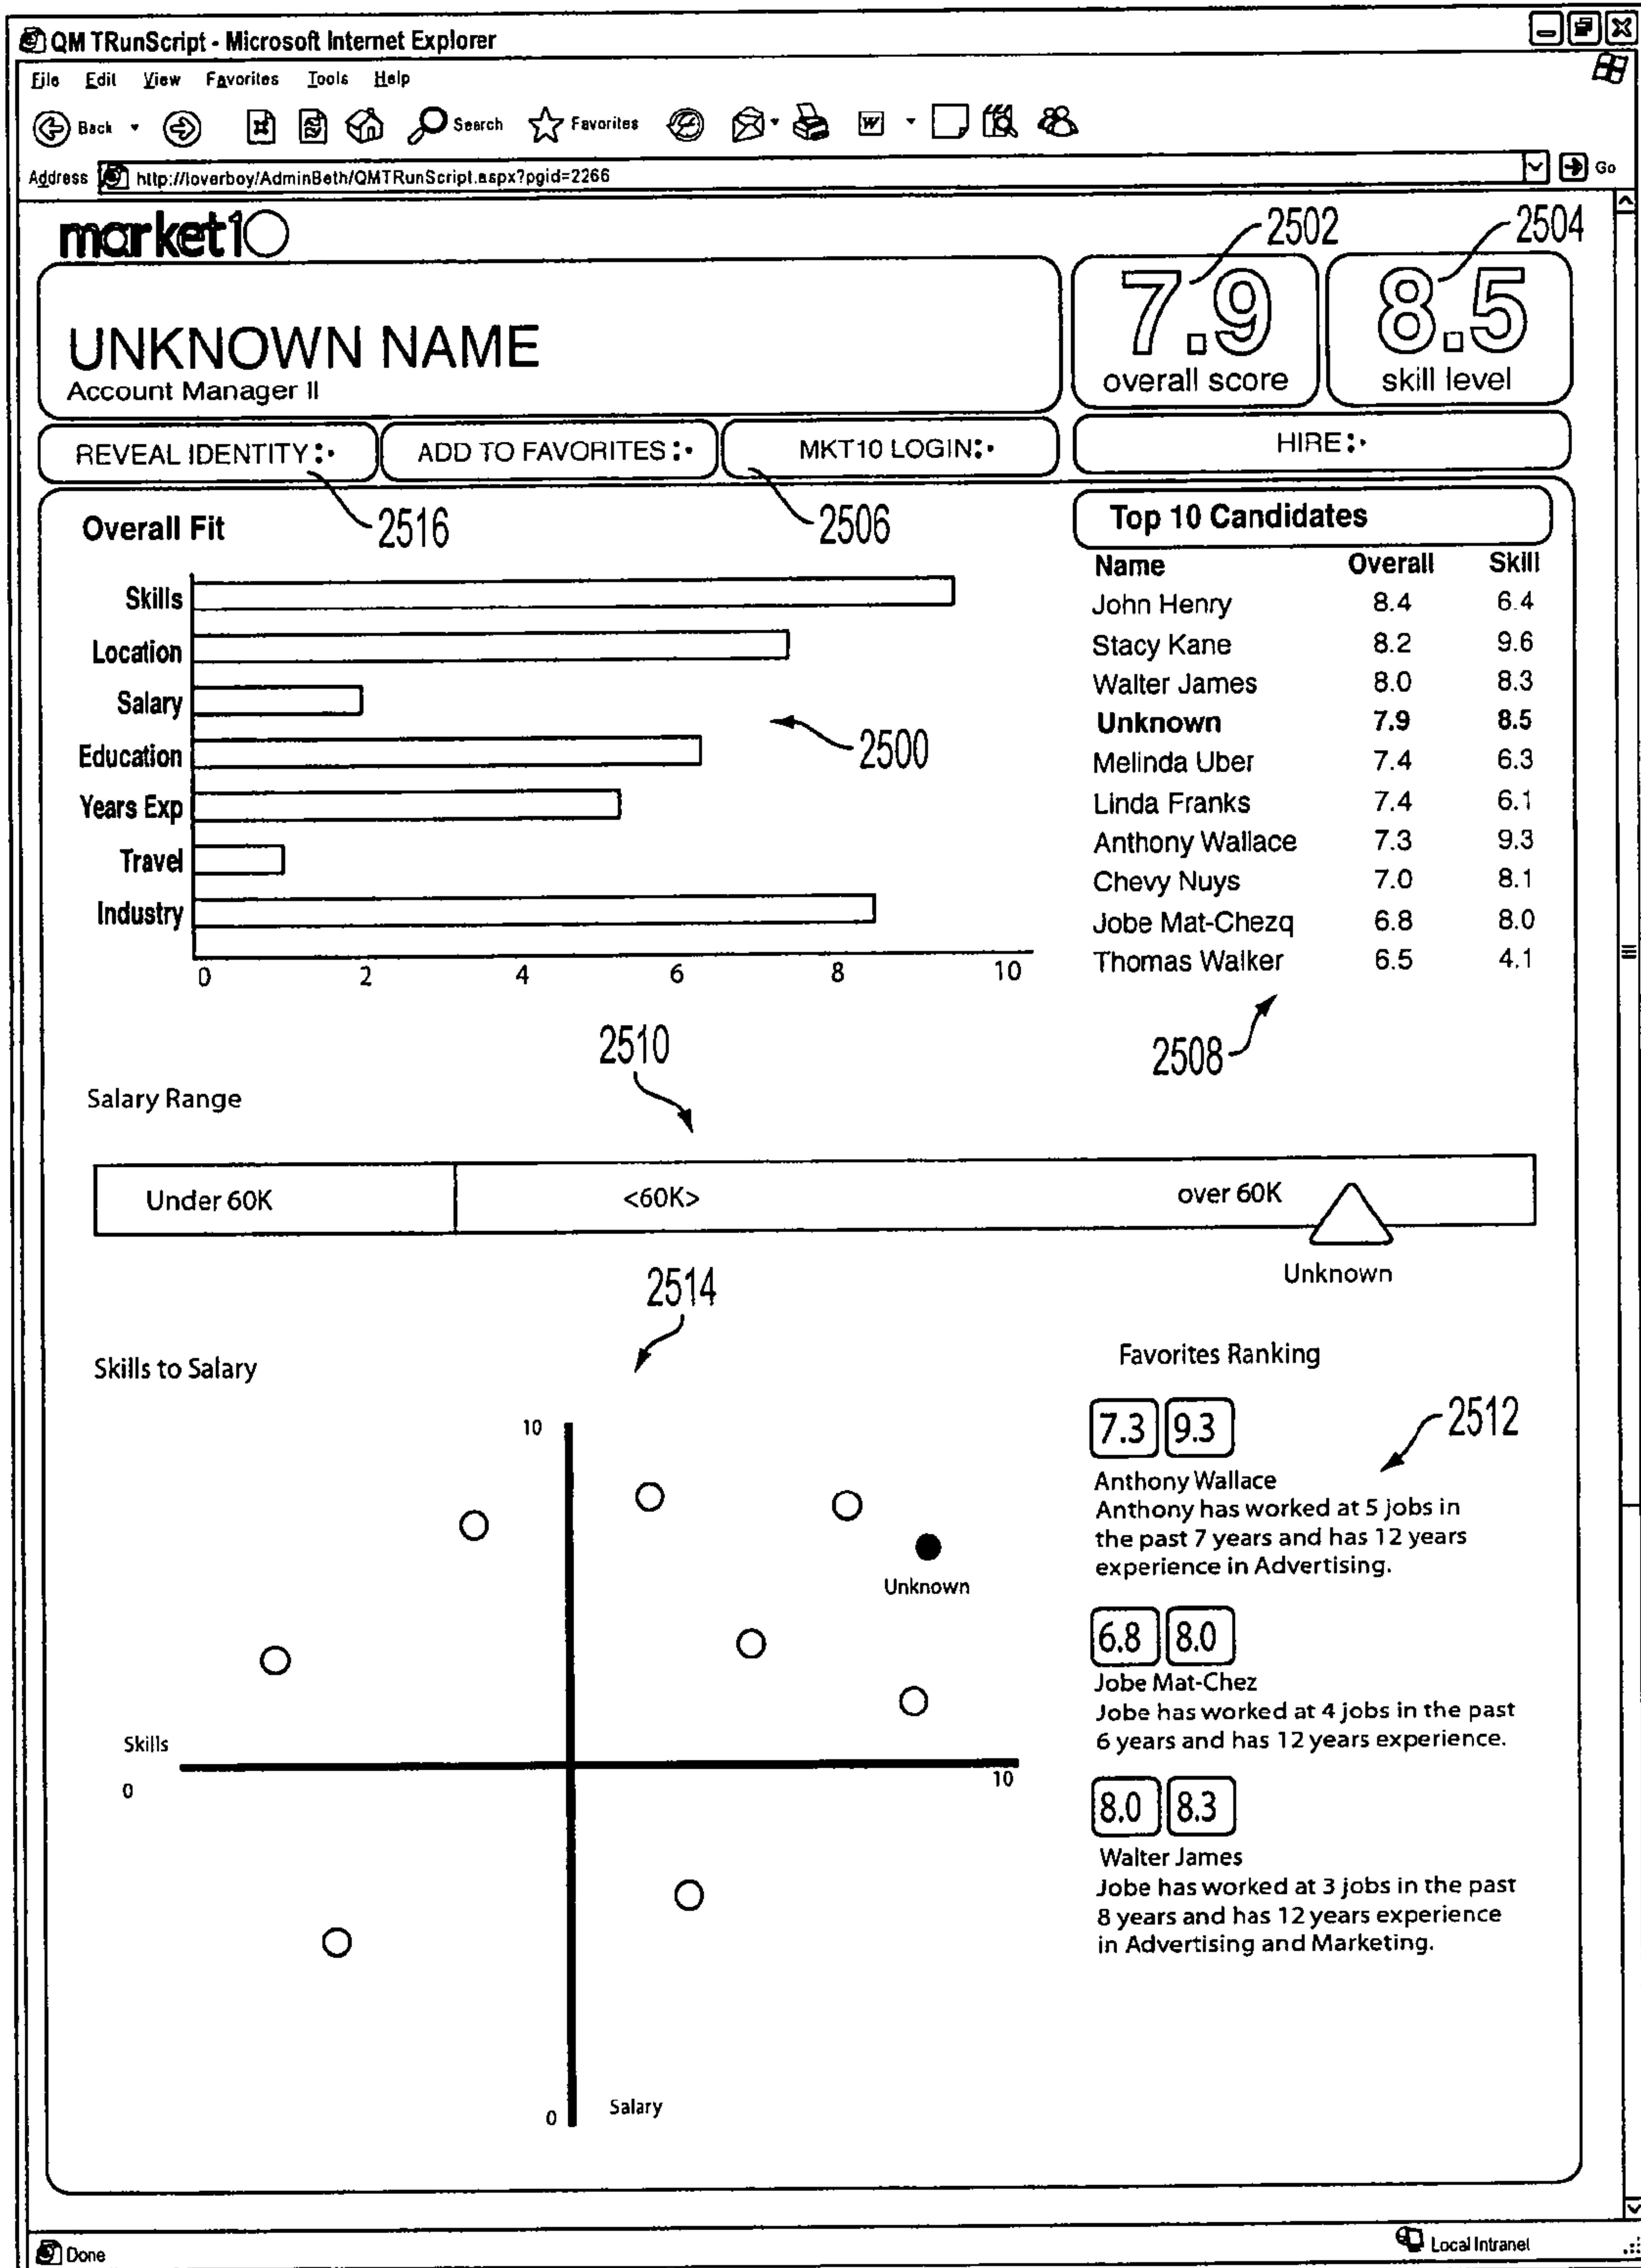 QM TRunScript - Microsoft Internet Explorer
File Edit View Favorites Tools Help
Back Search Favorites
Address http://loverboy/AdminBeth/QMTRunScript.aspx?pgid=2266 Go
market10
2502 2504
UNKNOWN NAME
Account Manager II
7.9
overall score
8.5
skill level
REVEAL IDENTITY ADD TO FAVORITES MKT10 LOGIN HIRE
2516 2506
Overall Fit
Skills
Location
Salary
Education
Years Exp
Travel
Industry
0 2 4 6 8 10
2500
Top 10 Candidates
Name Overall Skill
John Henry 8.4 6.4
Stacy Kane 8.2 9.6
Walter James 8.0 8.3
Unknown 7.9 8.5
Melinda Uber 7.4 6.3
Linda Franks 7.4 6.1
Anthony Wallace 7.3 9.3
Chevy Nuys 7.0 8.1
Jobe Mat-Chezq 6.8 8.0
Thomas Walker 6.5 4.1
2508
2510
Salary Range
Under 60K <60K> over 60K
Unknown
2514
Skills to Salary
10
Unknown
Skills
0
10
0 Salary
Favorites Ranking
2512
7.3 9.3
Anthony Wallace
Anthony has worked at 5 jobs in
the past 7 years and has 12 years
experience in Advertising.
6.8 8.0
Jobe Mat-Chez
Jobe has worked at 4 jobs in the past
6 years and has 12 years experience.
8.0 8.3
Walter James
Jobe has worked at 3 jobs in the past
8 years and has 12 years experience
in Advertising and Marketing.
Done Local Intranet